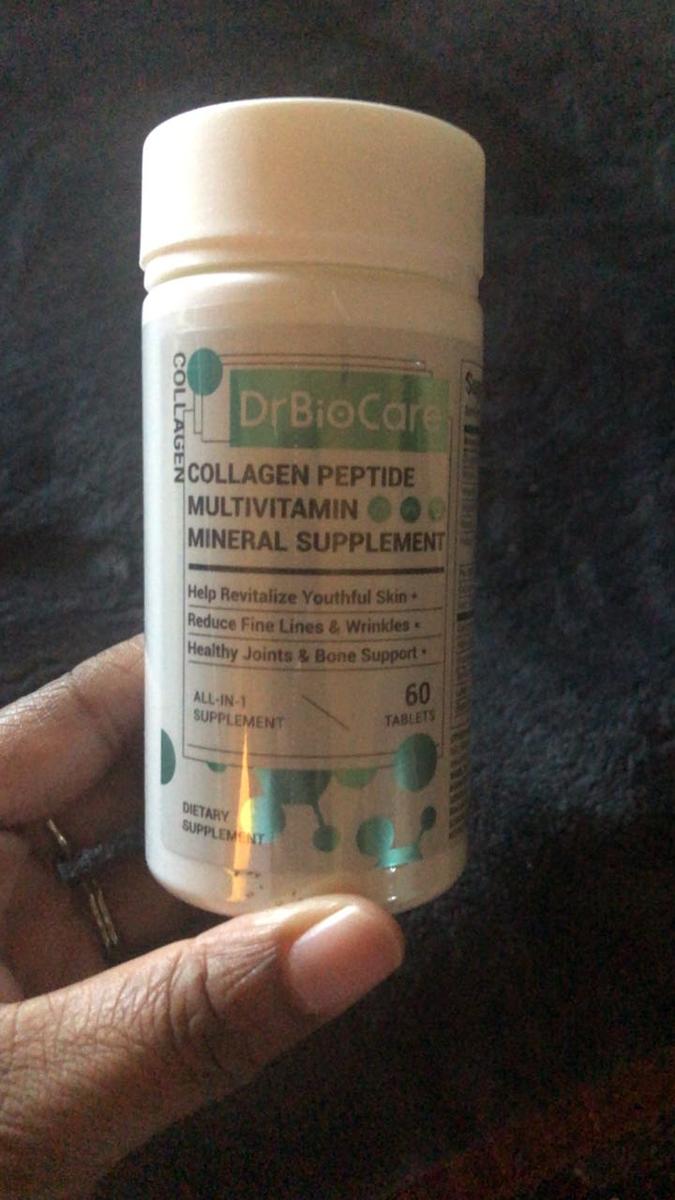 COLLAGEN
DrBioCare
COLLAGEN PEPTIDE
MULTIVITAMIN
MINERAL SUPPLEMENT
Help Revitalize Youthful Skin •
Reduce Fine Lines & Wrinkles •
Healthy Joints & Bone Support •
ALL-IN-1
SUPPLEMENT
60
TABLETS
DIETARY
SUPPLEMENT